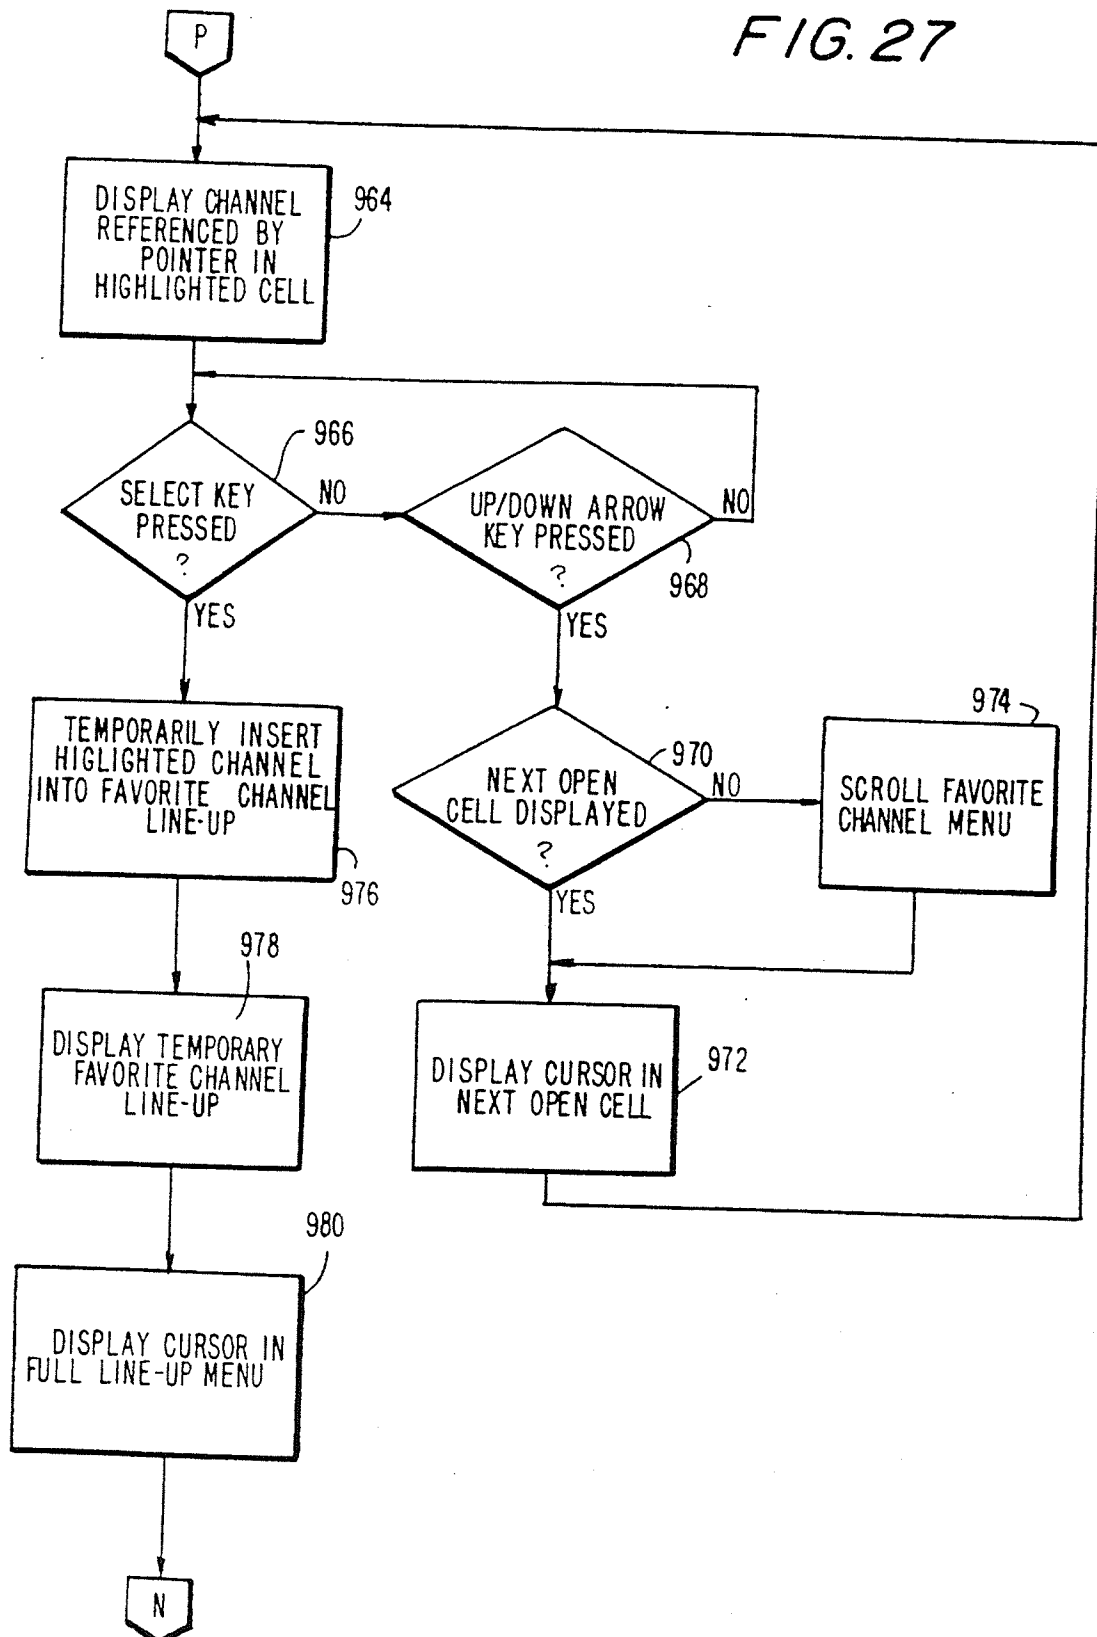 P
FIG. 27
DISPLAY CHANNEL
REFERENCED BY
POINTER IN
HIGHLIGHTED CELL
964
SELECT KEY
PRESSED
?
966
NO
UP/DOWN ARROW
KEY PRESSED
?
NO
968
YES
YES
TEMPORARILY INSERT
HIGLIGHTED CHANNEL
INTO FAVORITE CHANNEL
LINE-UP
976
NEXT OPEN
CELL DISPLAYED
?
970
NO
974
SCROLL FAVORITE
CHANNEL MENU
YES
978
DISPLAY TEMPORARY
FAVORITE CHANNEL
LINE-UP
DISPLAY CURSOR IN
NEXT OPEN CELL
972
980
DISPLAY CURSOR IN
FULL LINE-UP MENU
N